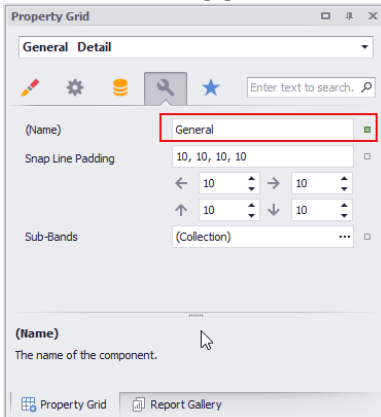 Property Grid
General Detail
Enter text to search.
(Name) General
Snap Line Padding 10, 10, 10, 10
10 10
10 10
Sub-Bands (Collection) ...
(Name)
The name of the component.
Property Grid Report Gallery